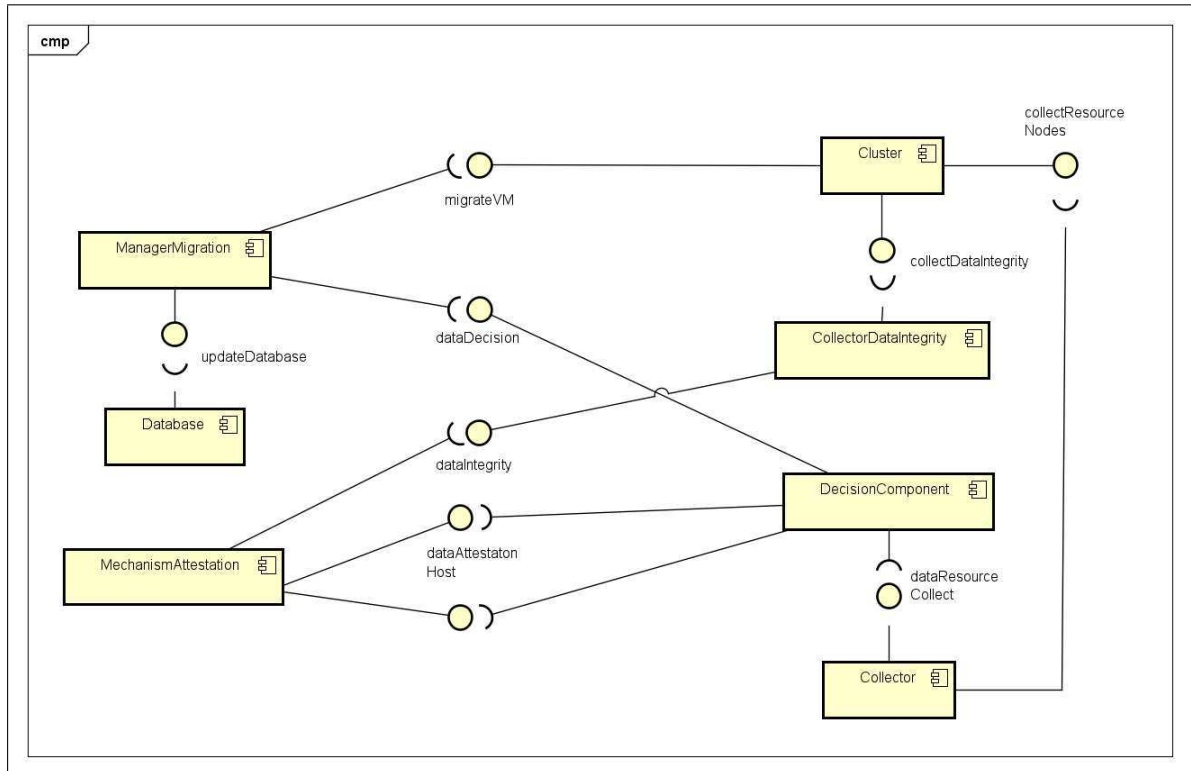 cmp
collectResource
Nodes
Cluster
migrateVM
ManagerMigration
collectDataIntegrity
dataDecision
CollectorDataIntegrity
updateDatabase
Database
dataIntegrity
DecisionComponent
MechanismAttestation
dataAttestaton
Host
dataResource
Collect
Collector